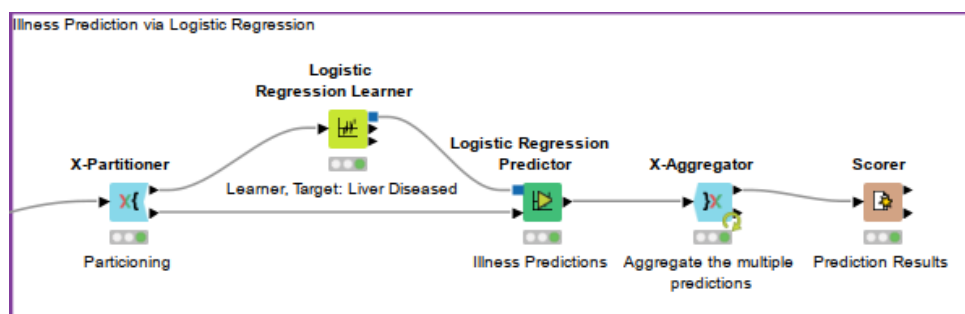 Illness Prediction via Logistic Regression
Logistic
Regression Learner
Logistic Regression
Predictor
X-Partitioner
X-Aggregator
Scorer
Learner, Target: Liver Diseased
Particioning
Illness Predictions
Aggregate the multiple
predictions
Prediction Results